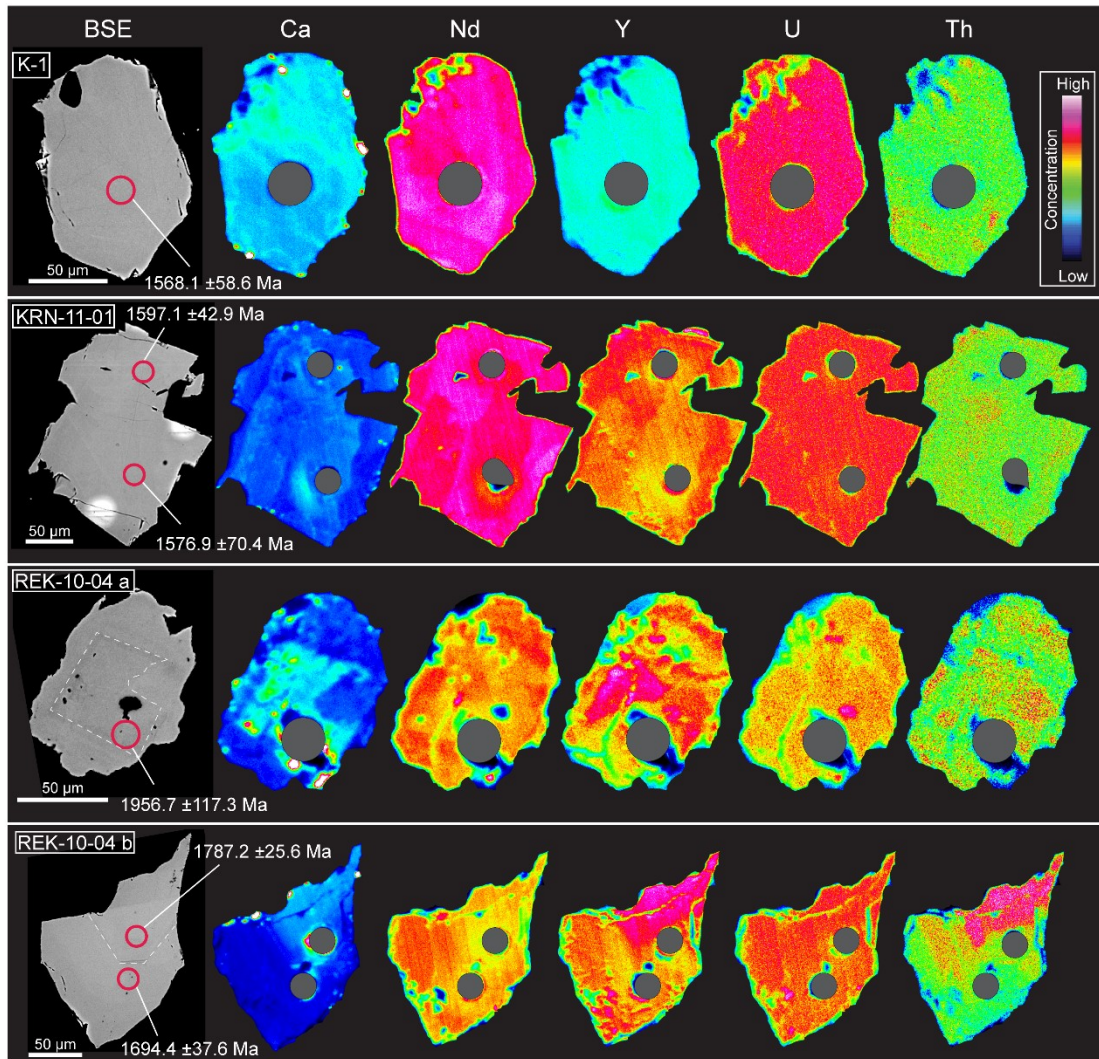 BSE Ca Nd Y U Th
K-1
High
Concentration
Low
50 µm
1568.1 ±58.6 Ma
KRN-11-01
1597.1 ±42.9 Ma
50 µm
1576.9 ±70.4 Ma
REK-10-04 a
50 µm
1956.7 ±117.3 Ma
REK-10-04 b
1787.2 ±25.6 Ma
50 µm
1694.4 ±37.6 Ma